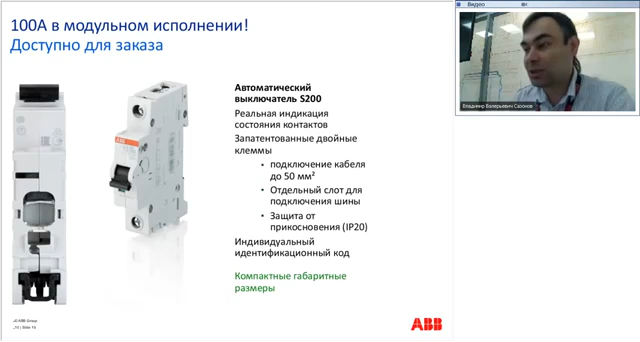 100А в модульном исполнении!
Доступно для заказа
Автоматический
выключатель S200
Реальная индикация
состояния контактов
Запатентованные двойные
клеммы
• подключение кабеля
до 50 мм²
• Отдельный слот для
подключения шины
• Защита от
прикосновения (IP20)
Индивидуальный
идентификационный код
Компактные габаритные
размеры
ABB
ABB
Видео
Владимир Валерьевич Сазонов